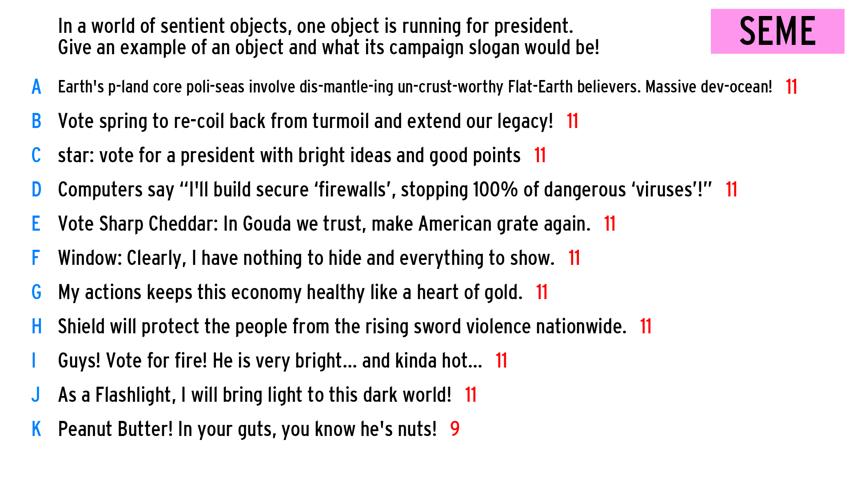 In a world of sentient objects, one object is running for president.
Give an example of an object and what its campaign slogan would be!
SEME
A Earth's p-land core poli-seas involve dis-mantle-ing un-crust-worthy Flat-Earth believers. Massive dev-ocean! 11
B Vote spring to re-coil back from turmoil and extend our legacy! 11
C star: vote for a president with bright ideas and good points 11
D Computers say “I'll build secure ‘firewalls’, stopping 100% of dangerous ‘viruses’!” 11
E Vote Sharp Cheddar: In Gouda we trust, make American grate again. 11
F Window: Clearly, I have nothing to hide and everything to show. 11
G My actions keeps this economy healthy like a heart of gold. 11
H Shield will protect the people from the rising sword violence nationwide. 11
I Guys! Vote for fire! He is very bright... and kinda hot... 11
J As a Flashlight, I will bring light to this dark world! 11
K Peanut Butter! In your guts, you know he's nuts! 9